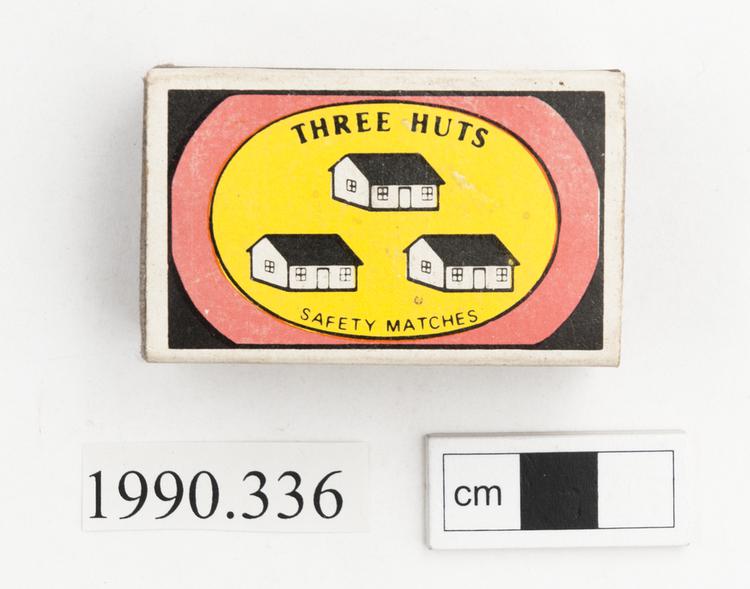 THREE HUTS
SAFETY MATCHES
1990.336
cm